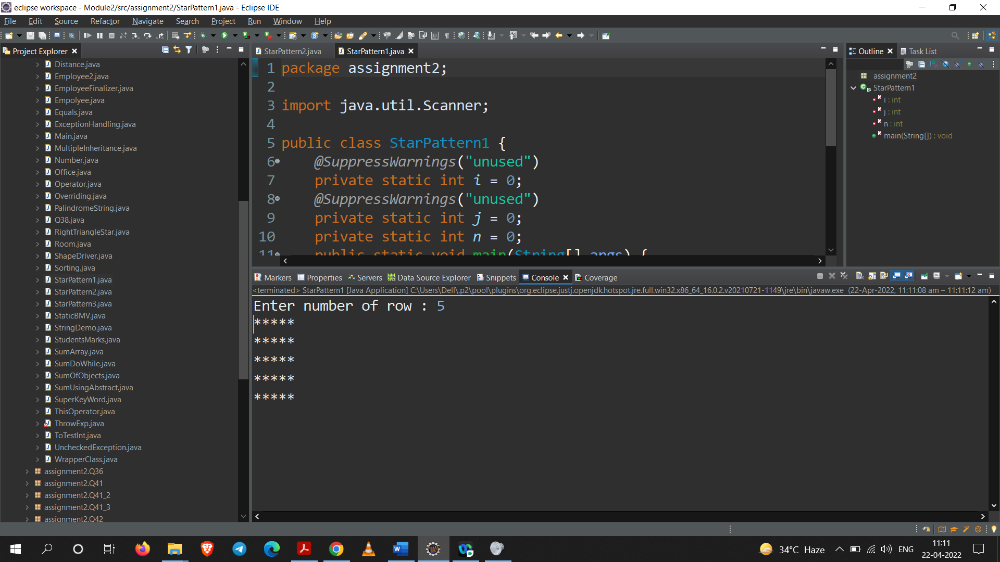 eclipse workspace - Module2/src/assignment2/StarPattern1.java - Eclipse IDE
File Edit Source Refactor Navigate Search Project Run Window Help
Project Explorer
Distance.java
Employee2.java
EmployeeFinalizer.java
Empolyee.java
Equals.java
ExceptionHandling.java
Main.java
MultipleInheritance.java
Number.java
Office.java
Operator.java
Overriding.java
PalindromeString.java
Q38.java
RightTriangleStar.java
Room.java
ShapeDriver.java
Sorting.java
StarPattern1.java
StarPattern2.java
StarPattern3.java
StaticBMV.java
StringDemo.java
StudentsMarks.java
SumArray.java
SumDoWhile.java
SumOfObjects.java
SumUsingAbstract.java
SuperKeyWord.java
ThisOperator.java
ThrowExp.java
ToTestInt.java
UncheckedException.java
WrapperClass.java
assignment2.Q36
assignment2.Q41
assignment2.Q41_2
assignment2.Q41_3
assignment2.Q42
StarPattern2.java StarPattern1.java
1 package assignment2;
2
3 import java.util.Scanner;
4
5 public class StarPattern1 {
6 @SuppressWarnings("unused")
7 private static int i = 0;
8 @SuppressWarnings("unused")
9 private static int j = 0;
10 private static int n = 0;
11 public static void main(String[] args) {
Outline Task List
assignment2
StarPattern1
i : int
j : int
n : int
main(String[]) : void
Markers Properties Servers Data Source Explorer Snippets Console Coverage
<terminated> StarPattern1 [Java Application] C:\Users\Dell\.p2\pool\plugins\org.eclipse.justj.openjdk.hotspot.jre.full.win32.x86_64_16.0.2.v20210721-1149\jre\bin\javaw.exe (22-Apr-2022, 11:11:08 am – 11:11:12 am)
Enter number of row : 5
*****
*****
*****
*****
*****
34°C Haze
ENG
11:11
22-04-2022